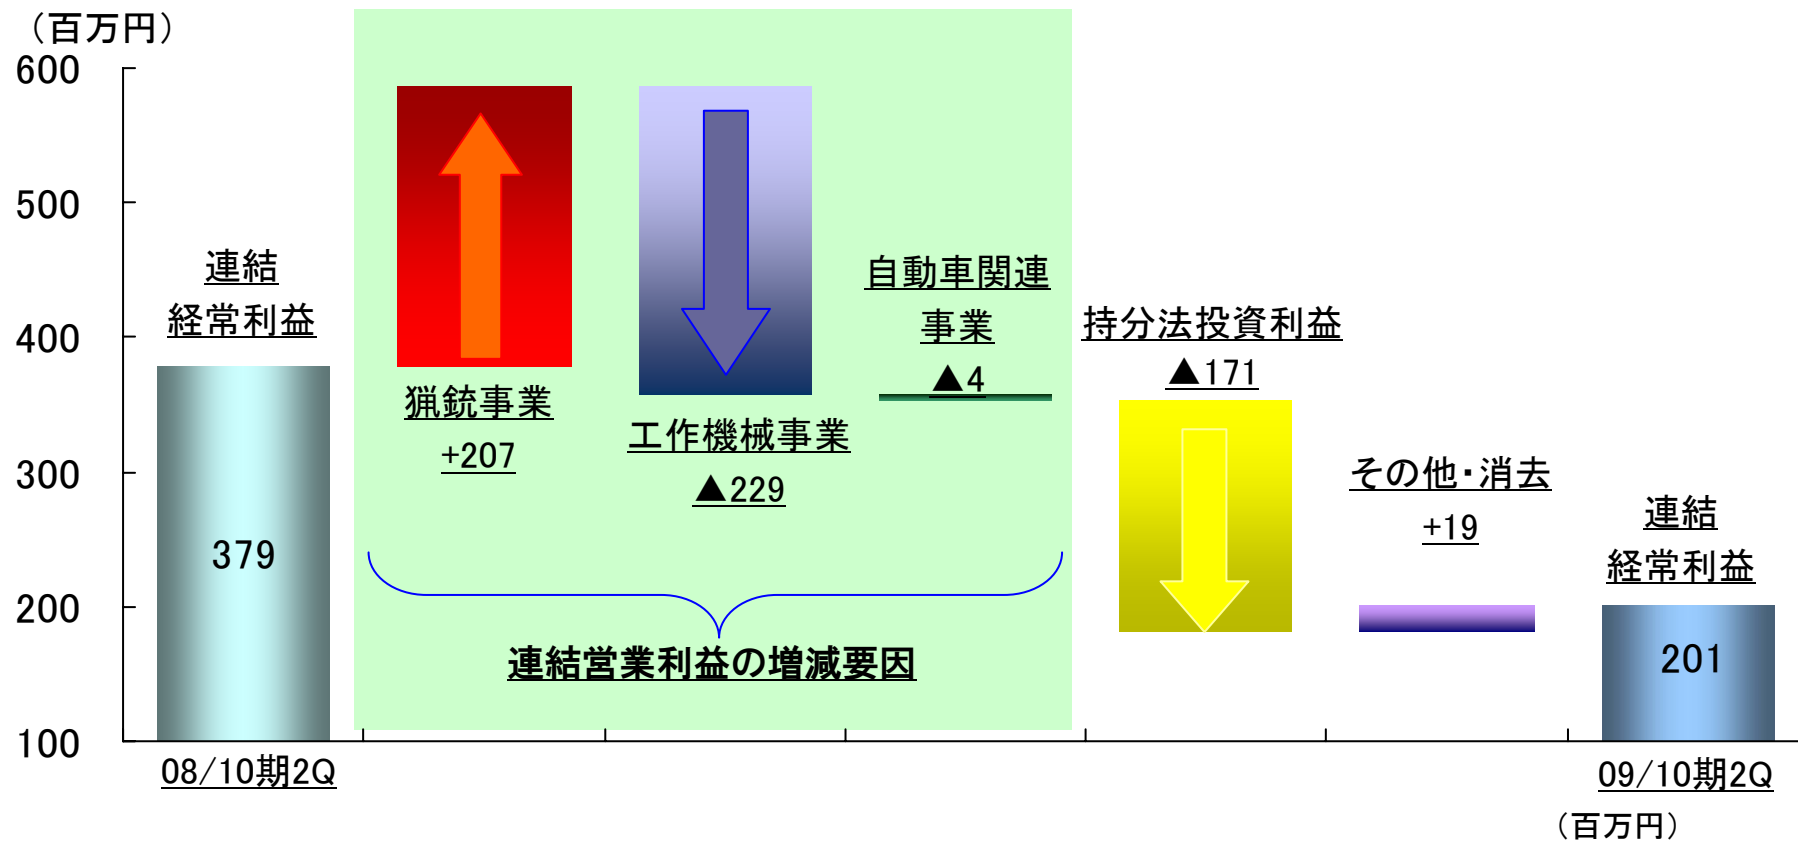 （百万円）
600
500
400
300
200
100
連結
経常利益
379
08/10期2Q
猟銃事業
+207
工作機械事業
▲229
自動車関連
事業
▲4
連結営業利益の増減要因
持分法投資利益
▲171
その他・消去
+19
連結
経常利益
201
09/10期2Q
（百万円）